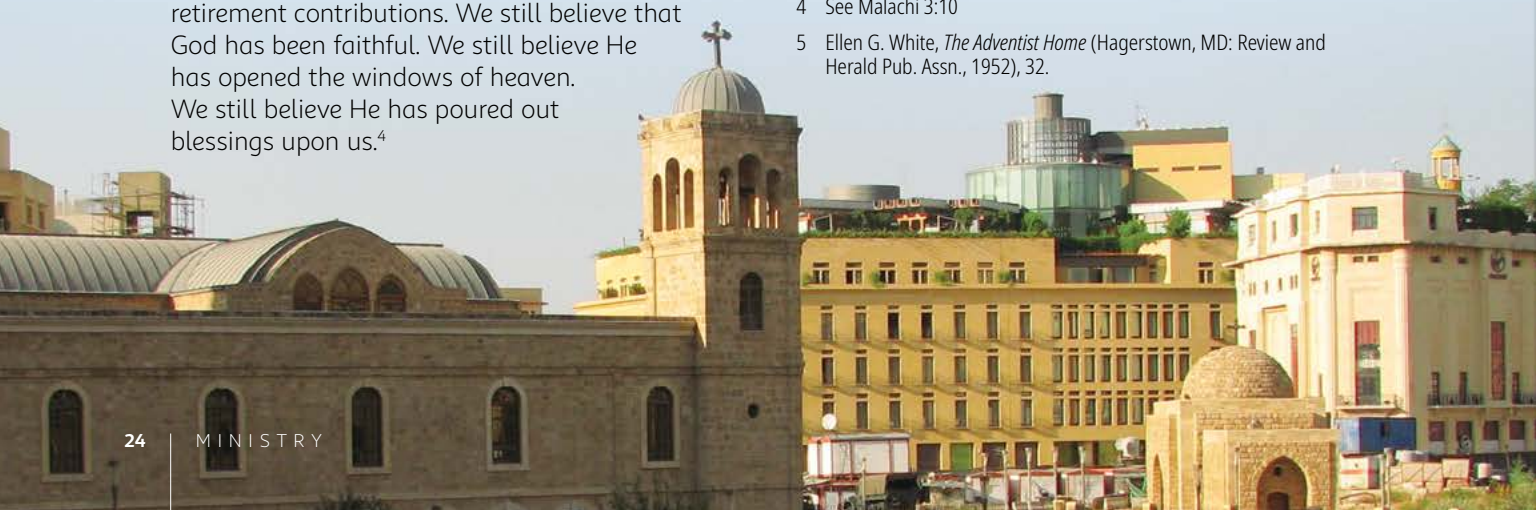 retirement contributions. We still believe that
God has been faithful. We still believe He
has opened the windows of heaven.
We still believe He has poured out
blessings upon us.4
4 See Malachi 3:10
5 Ellen G. White, The Adventist Home (Hagerstown, MD: Review and
Herald Pub. Assn., 1952), 32.
24 MINISTRY